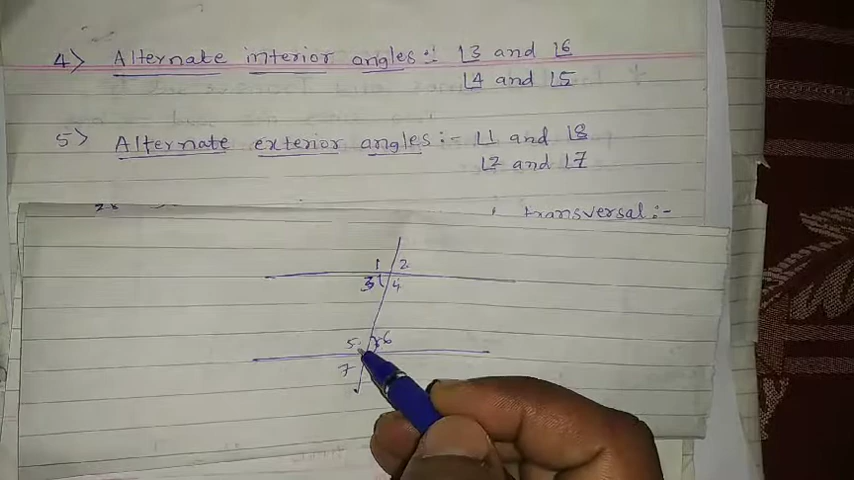 4> Alternate interior angles :- ∠3 and ∠6
∠4 and ∠5
5> Alternate exterior angles :- ∠1 and ∠8
∠2 and ∠7
transversal :-
1 2
3 4
5 6
7